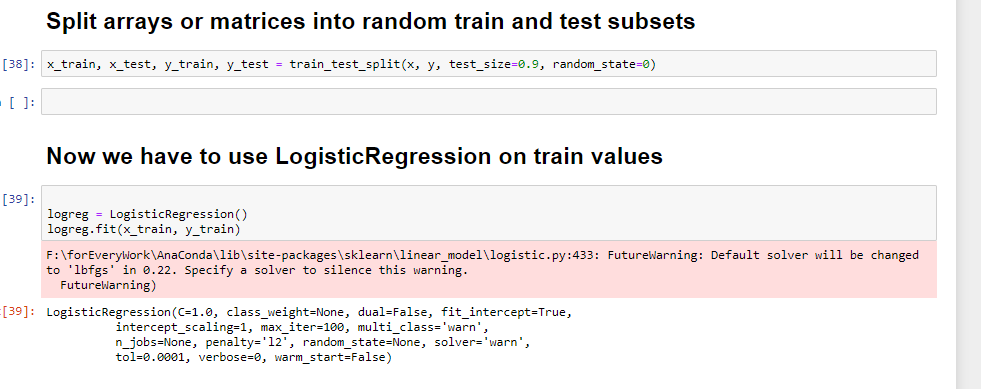 Split arrays or matrices into random train and test subsets
[38]: x_train, x_test, y_train, y_test = train_test_split(x, y, test_size=0.9, random_state=0)
[ ]:
Now we have to use LogisticRegression on train values
[39]:
logreg = LogisticRegression()
logreg.fit(x_train, y_train)
F:\forEveryWork\AnaConda\lib\site-packages\sklearn\linear_model\logistic.py:433: FutureWarning: Default solver will be changed
to 'lbfgs' in 0.22. Specify a solver to silence this warning.
  FutureWarning)
[39]: LogisticRegression(C=1.0, class_weight=None, dual=False, fit_intercept=True,
          intercept_scaling=1, max_iter=100, multi_class='warn',
          n_jobs=None, penalty='l2', random_state=None, solver='warn',
          tol=0.0001, verbose=0, warm_start=False)